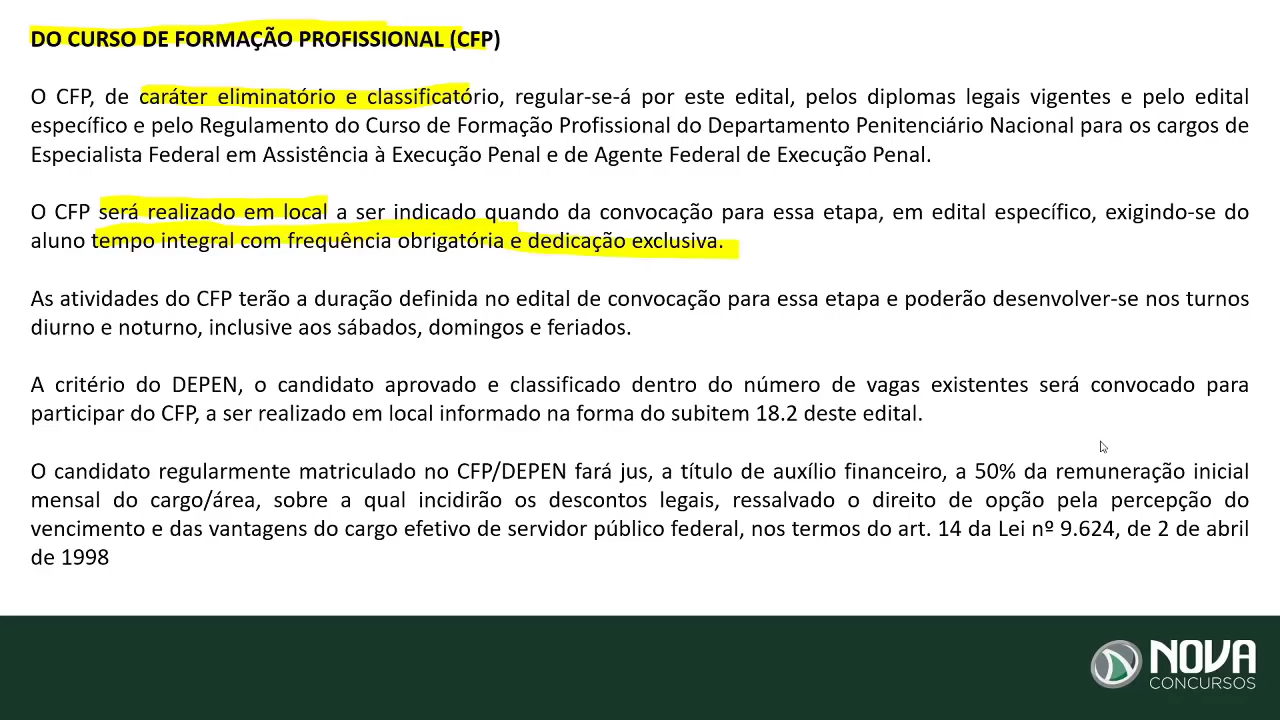 DO CURSO DE FORMAÇÃO PROFISSIONAL (CFP)
O CFP, de caráter eliminatório e classificatório, regular-se-á por este edital, pelos diplomas legais vigentes e pelo edital
específico e pelo Regulamento do Curso de Formação Profissional do Departamento Penitenciário Nacional para os cargos de
Especialista Federal em Assistência à Execução Penal e de Agente Federal de Execução Penal.
O CFP será realizado em local a ser indicado quando da convocação para essa etapa, em edital específico, exigindo-se do
aluno tempo integral com frequência obrigatória e dedicação exclusiva.
As atividades do CFP terão a duração definida no edital de convocação para essa etapa e poderão desenvolver-se nos turnos
diurno e noturno, inclusive aos sábados, domingos e feriados.
A critério do DEPEN, o candidato aprovado e classificado dentro do número de vagas existentes será convocado para
participar do CFP, a ser realizado em local informado na forma do subitem 18.2 deste edital.
O candidato regularmente matriculado no CFP/DEPEN fará jus, a título de auxílio financeiro, a 50% da remuneração inicial
mensal do cargo/área, sobre a qual incidirão os descontos legais, ressalvado o direito de opção pela percepção do
vencimento e das vantagens do cargo efetivo de servidor público federal, nos termos do art. 14 da Lei nº 9.624, de 2 de abril
de 1998
NOVA
CONCURSOS